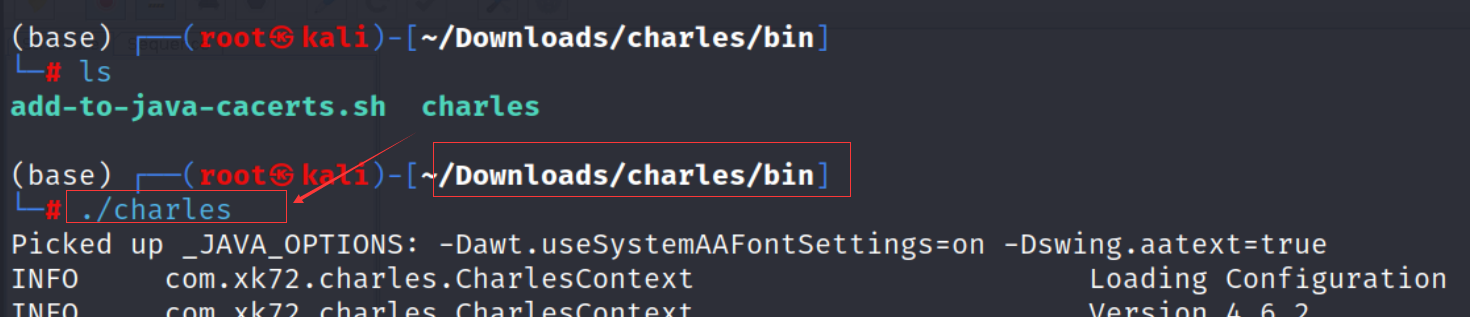 (base) ┌──(root㉿kali)-[~/Downloads/charles/bin]
└─# ls
add-to-java-cacerts.sh  charles
(base) ┌──(root㉿kali)-[~/Downloads/charles/bin]
└─# ./charles
Picked up _JAVA_OPTIONS: -Dawt.useSystemAAFontSettings=on -Dswing.aatext=true
INFO    com.xk72.charles.CharlesContext    Loading Configuration
INFO    com.xk72.charles.CharlesContext    Version 4.6.2